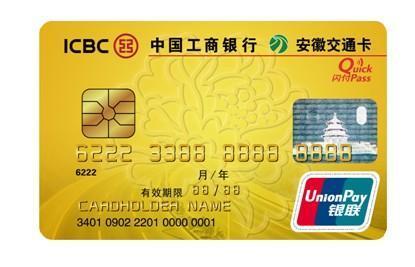 ICBC 中国工商银行 安徽交通卡
Quick
闪付Pass
6222 3388 8888 8888
6222
月/年
有效期限 88/88
CARDHOLDER NAME
3401 0902 2201 0000 0001
UnionPay
银联